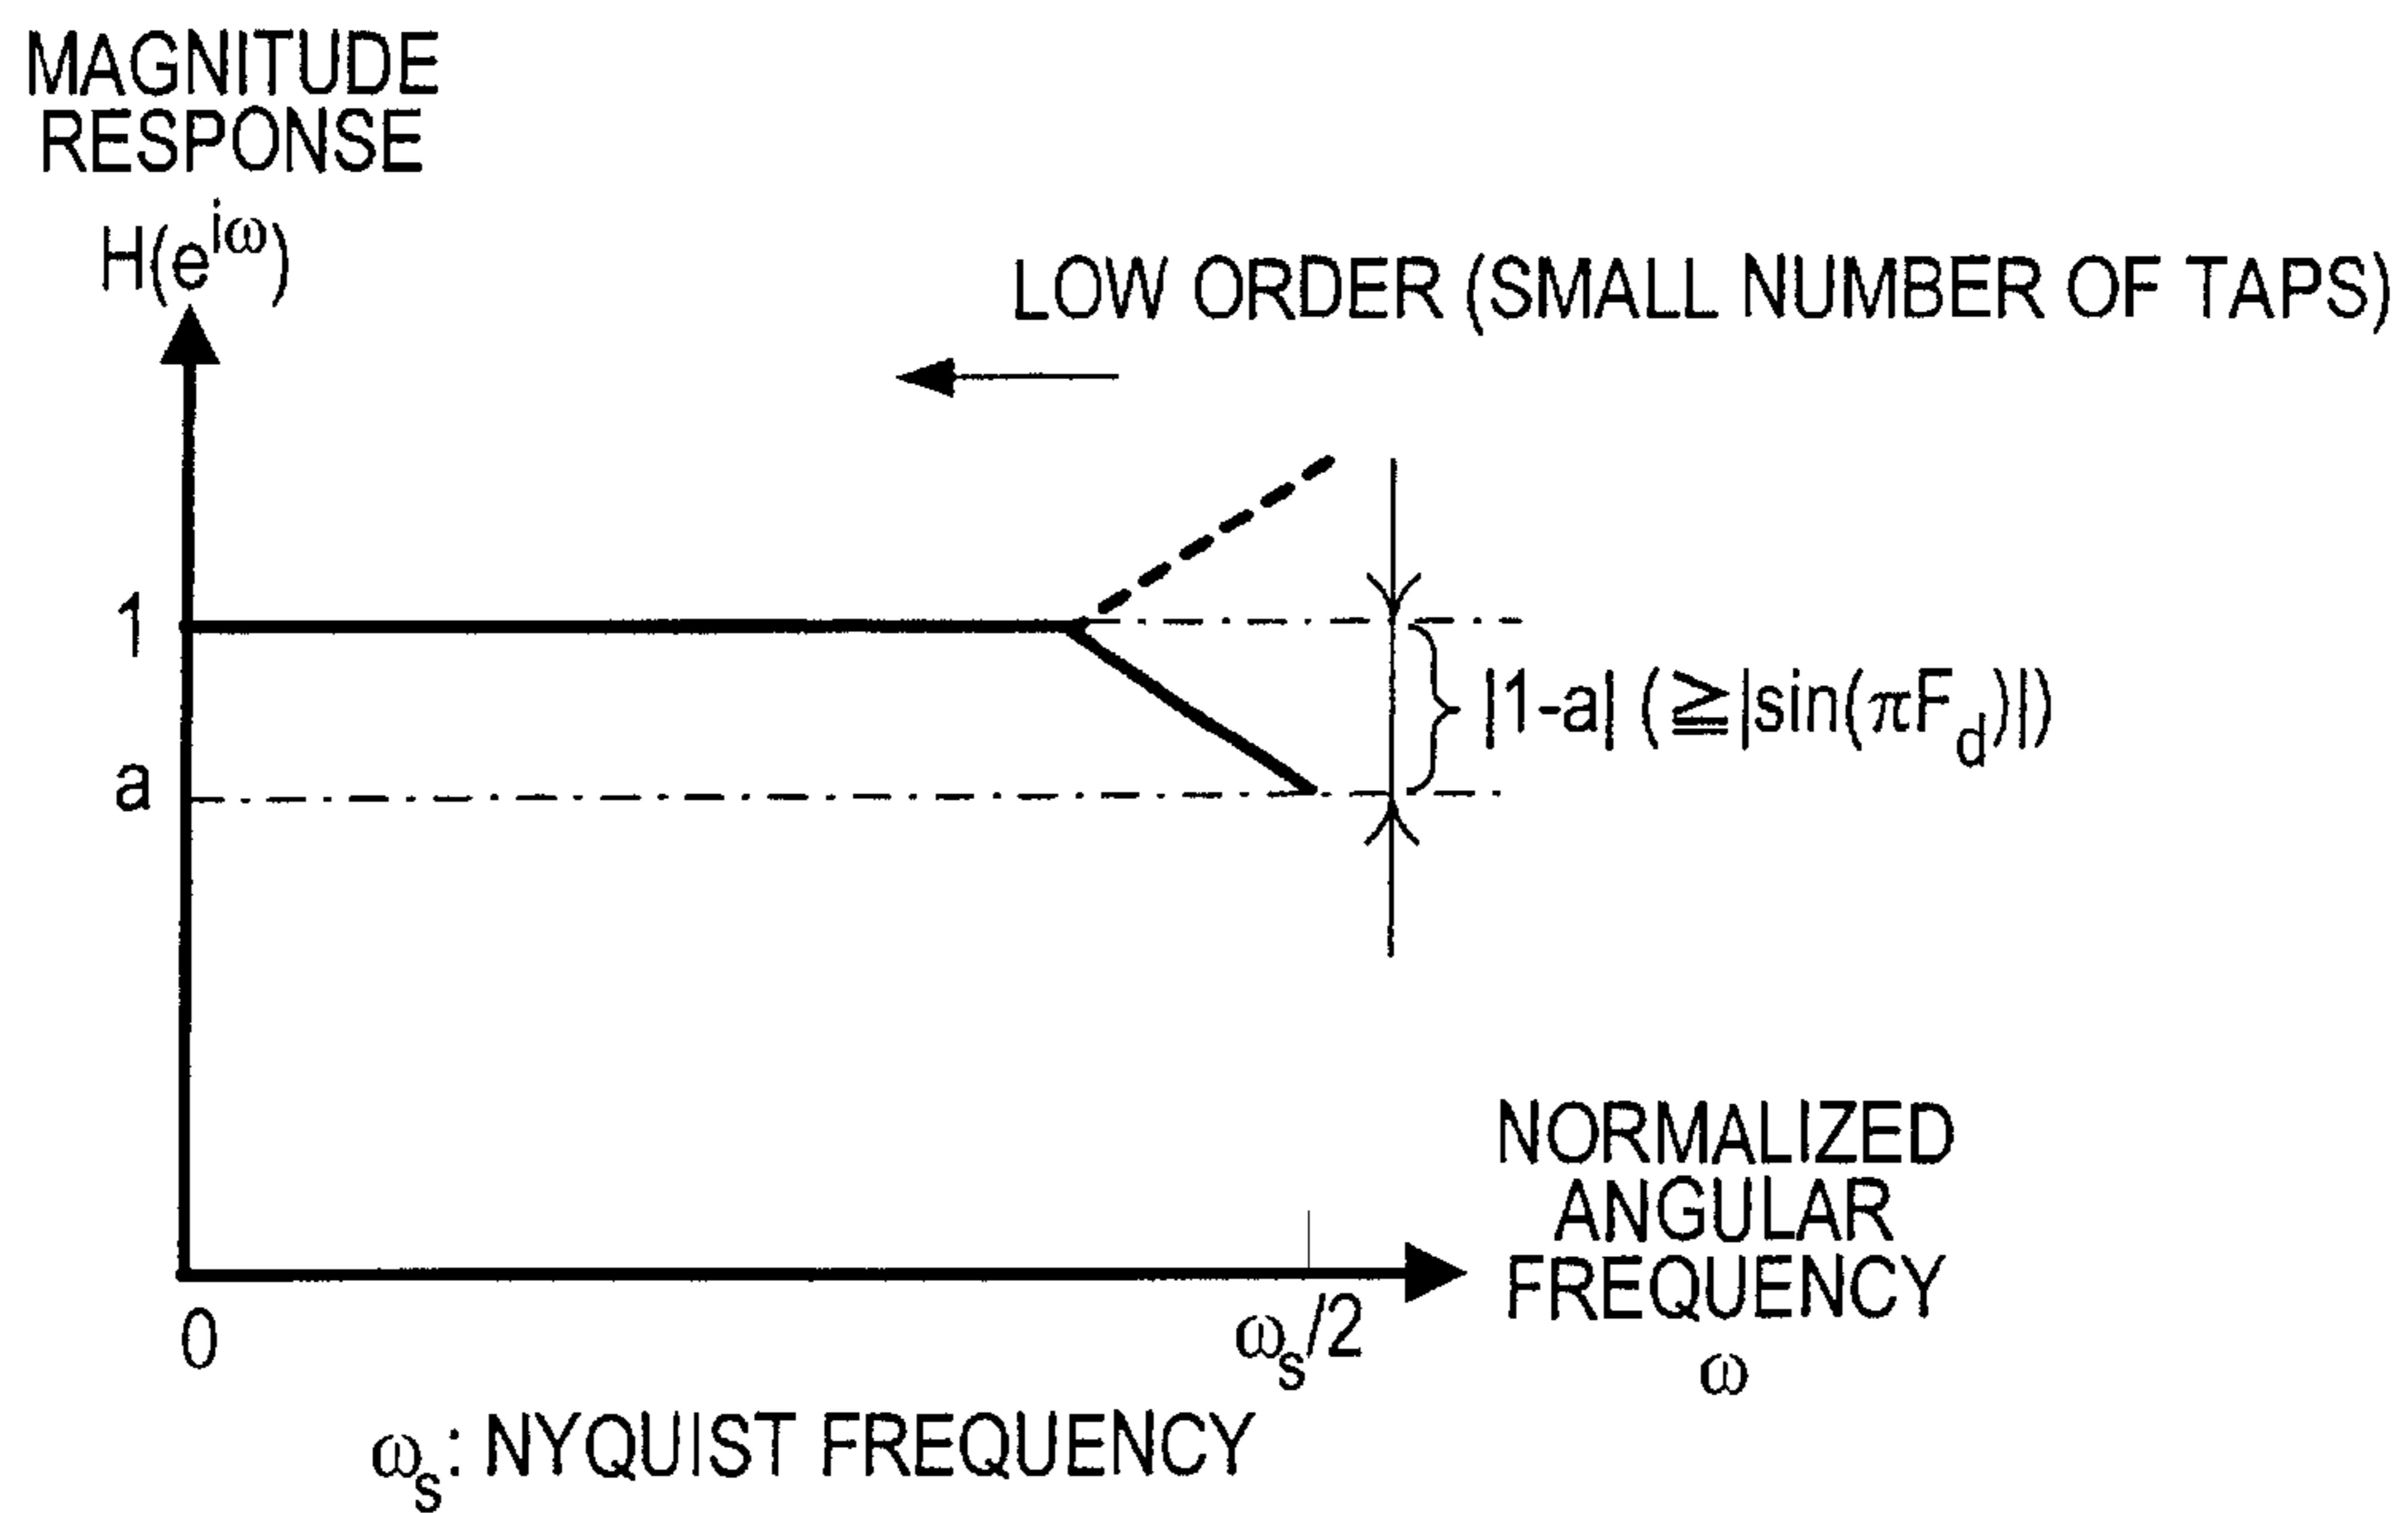 MAGNITUDE
RESPONSE
H(e^{iω})
LOW ORDER (SMALL NUMBER OF TAPS)
1
|1-a| (≧|sin(πF_d)|)
a
NORMALIZED
ANGULAR
FREQUENCY
ω
0
ω_s/2
ω_s: NYQUIST FREQUENCY